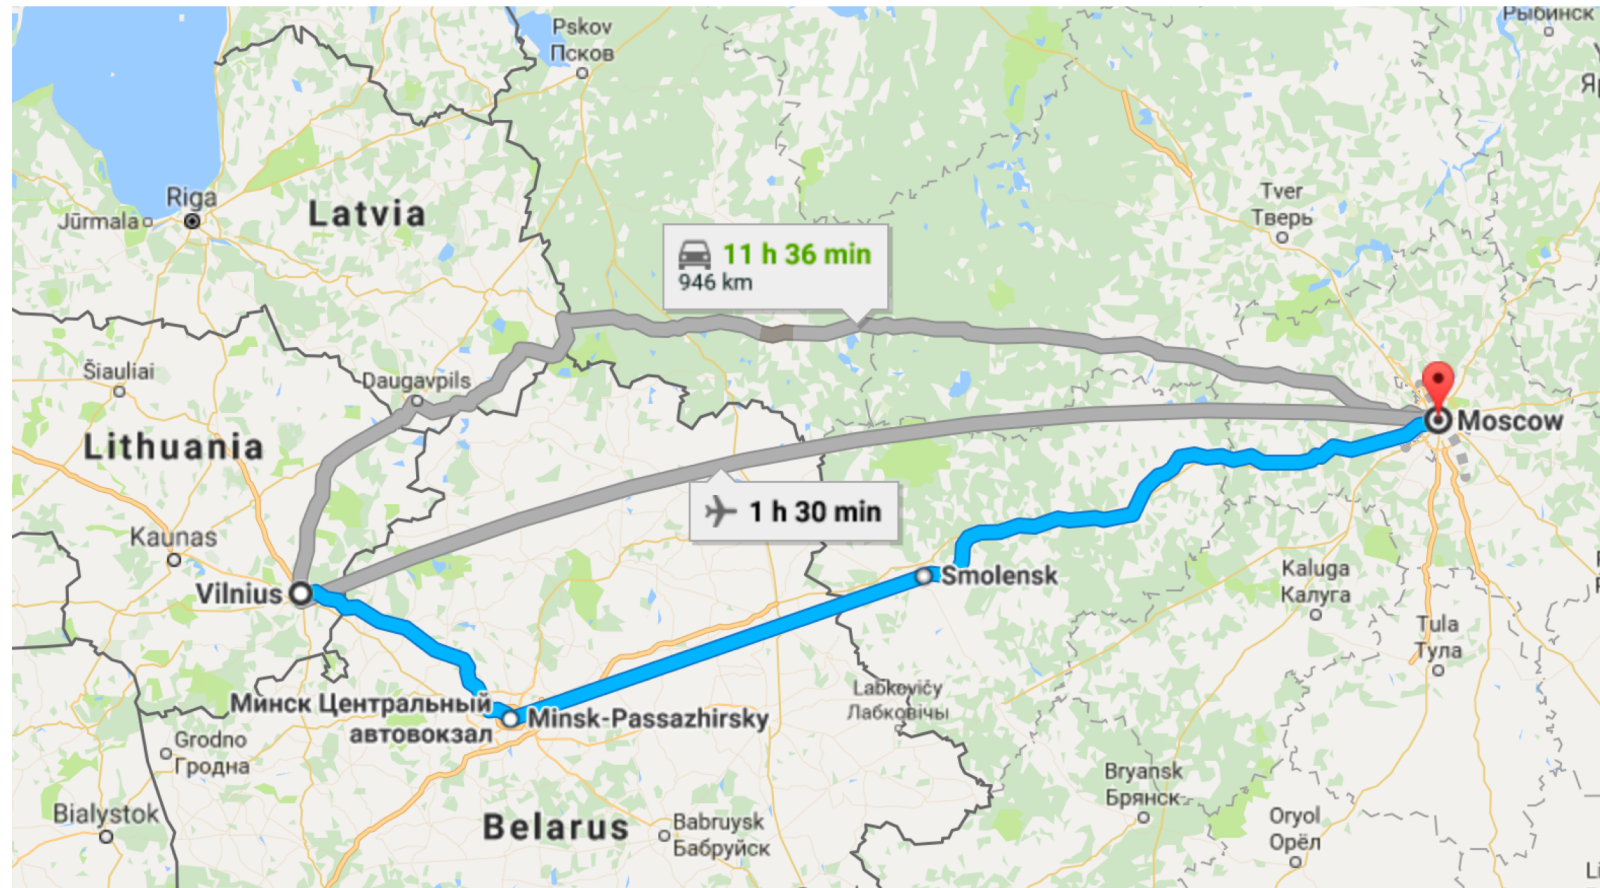 Pskov
Псков
Рыбинск
Riga
Jūrmala
Latvia
Tver
Тверь
11 h 36 min
946 km
Šiauliai
Daugavpils
Lithuania
Moscow
1 h 30 min
Kaunas
Vilnius
Smolensk
Kaluga
Калуга
Tula
Тула
Минск Центральный
автовокзал
Minsk-Passazhirsky
Labkovičy
Лабковічы
Grodno
Гродна
Bryansk
Брянск
Bialystok
Belarus
Babruysk
Бабруйск
Oryol
Орёл